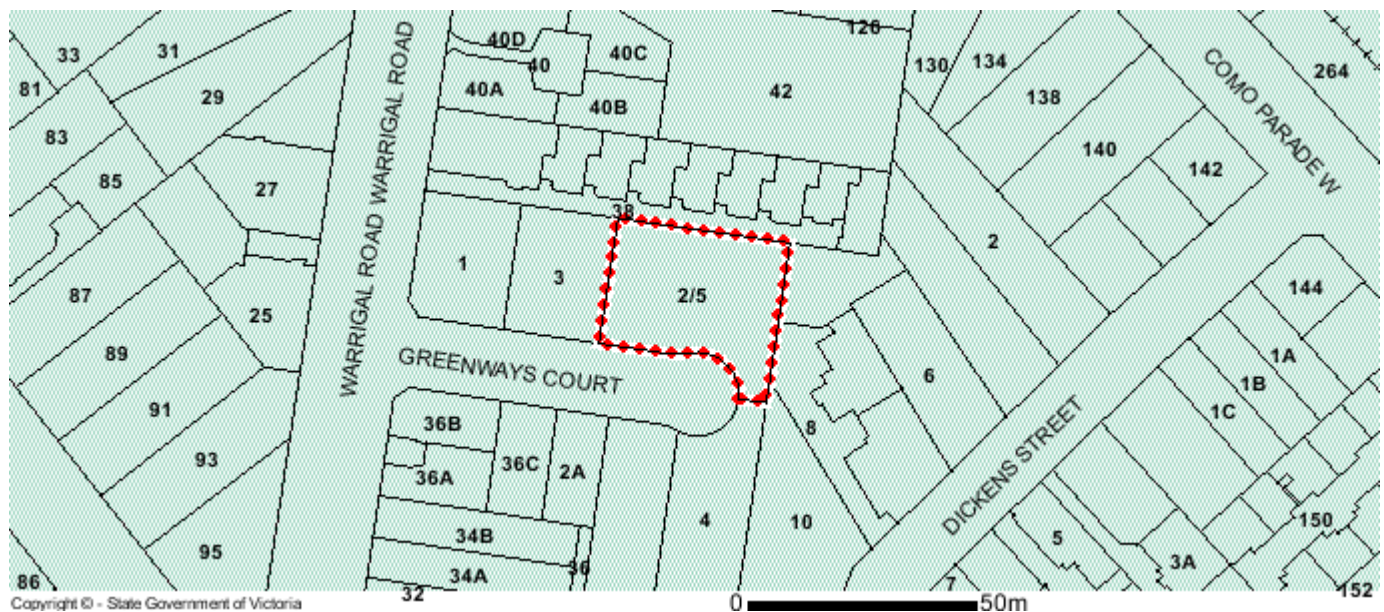 40D
40C
126
33
31
40
130
134
264
81
29
40A
42
138
40B
83
140
142
85
27
COMO PARADE W
WARRIGAL ROAD WARRIGAL ROAD
38
2
1
3
2/5
87
25
144
89
GREENWAYS COURT
6
1A
1B
91
1C
36B
8
93
36C
2A
36A
DICKENS STREET
4
10
34B
5
150
95
34A
36
3A
86
32
7
152
Copyright © - State Government of Victoria
0 50m